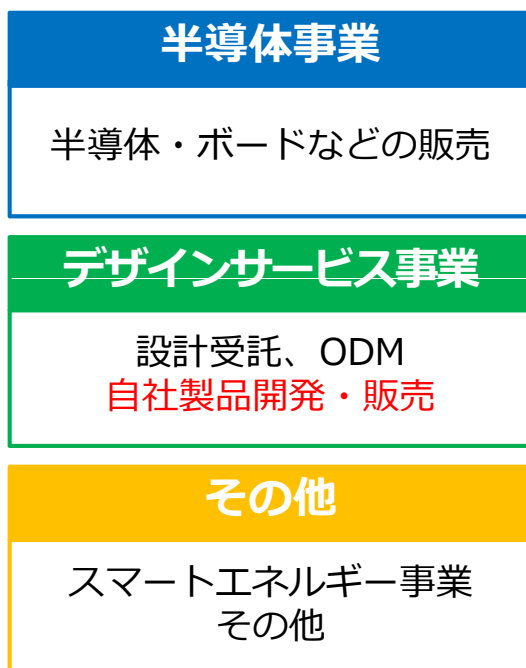 半導体事業
半導体・ボードなどの販売
デザインサービス事業
設計受託、ODM
自社製品開発・販売
その他
スマートエネルギー事業
その他